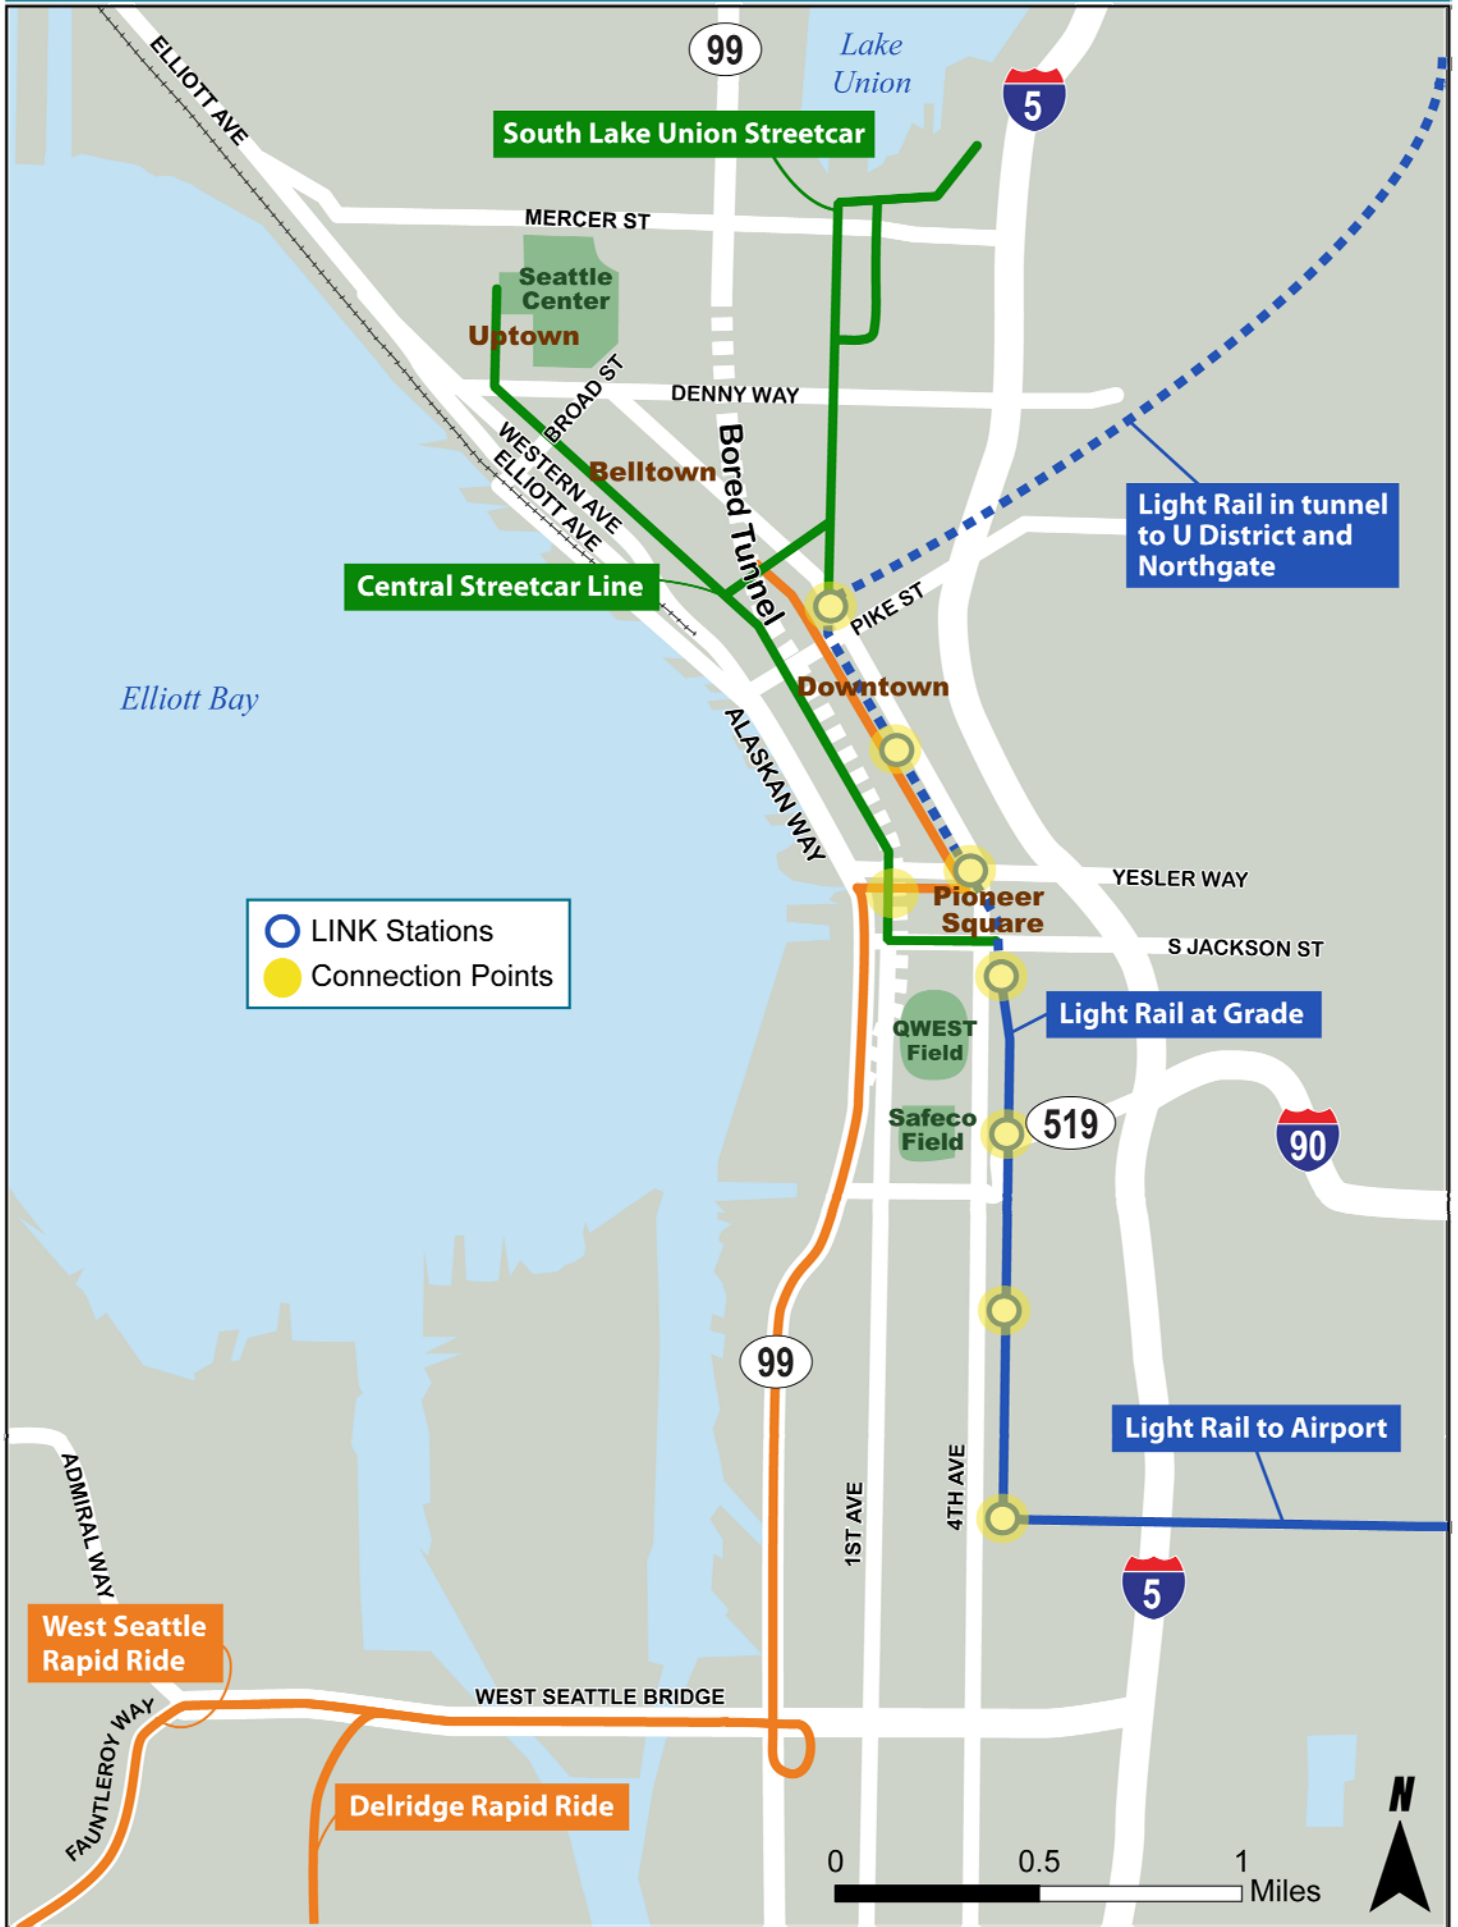 99
Lake
Union
5
ELLIOTT AVE
South Lake Union Streetcar
MERCER ST
Seattle
Center
Uptown
BROAD ST
DENNY WAY
WESTERN AVE
ELLIOTT AVE
Belltown
Bored Tunnel
Light Rail in tunnel
to U District and
Northgate
Central Streetcar Line
PIKE ST
Elliott Bay
Downtown
ALASKAN WAY
YESLER WAY
Pioneer
Square
LINK Stations
Connection Points
S JACKSON ST
QWEST
Field
Light Rail at Grade
Safeco
Field
519
90
99
Light Rail to Airport
ADMIRAL WAY
1ST AVE
4TH AVE
5
West Seattle
Rapid Ride
WEST SEATTLE BRIDGE
FAUNTLEROY WAY
Delridge Rapid Ride
N
0 0.5 1
Miles